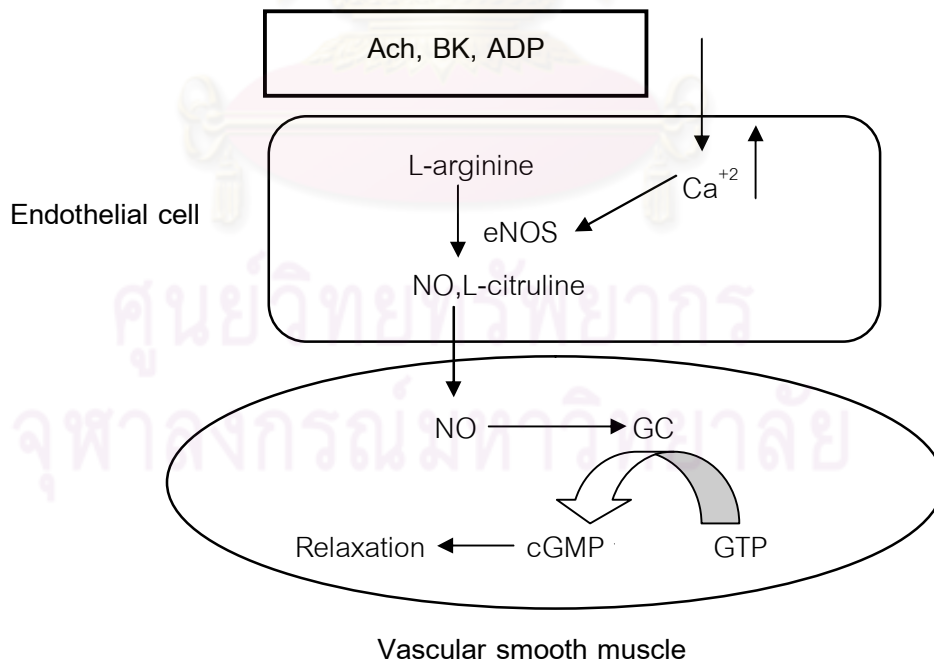 Ach, BK, ADP
L-arginine
Ca+2
Endothelial cell
eNOS
NO,L-citruline
ศูนย์วิทยทรัพยากร
NO
GC
จุฬาลงกรณ์มหาวิทยาลัย
Relaxation
cGMP
GTP
Vascular smooth muscle